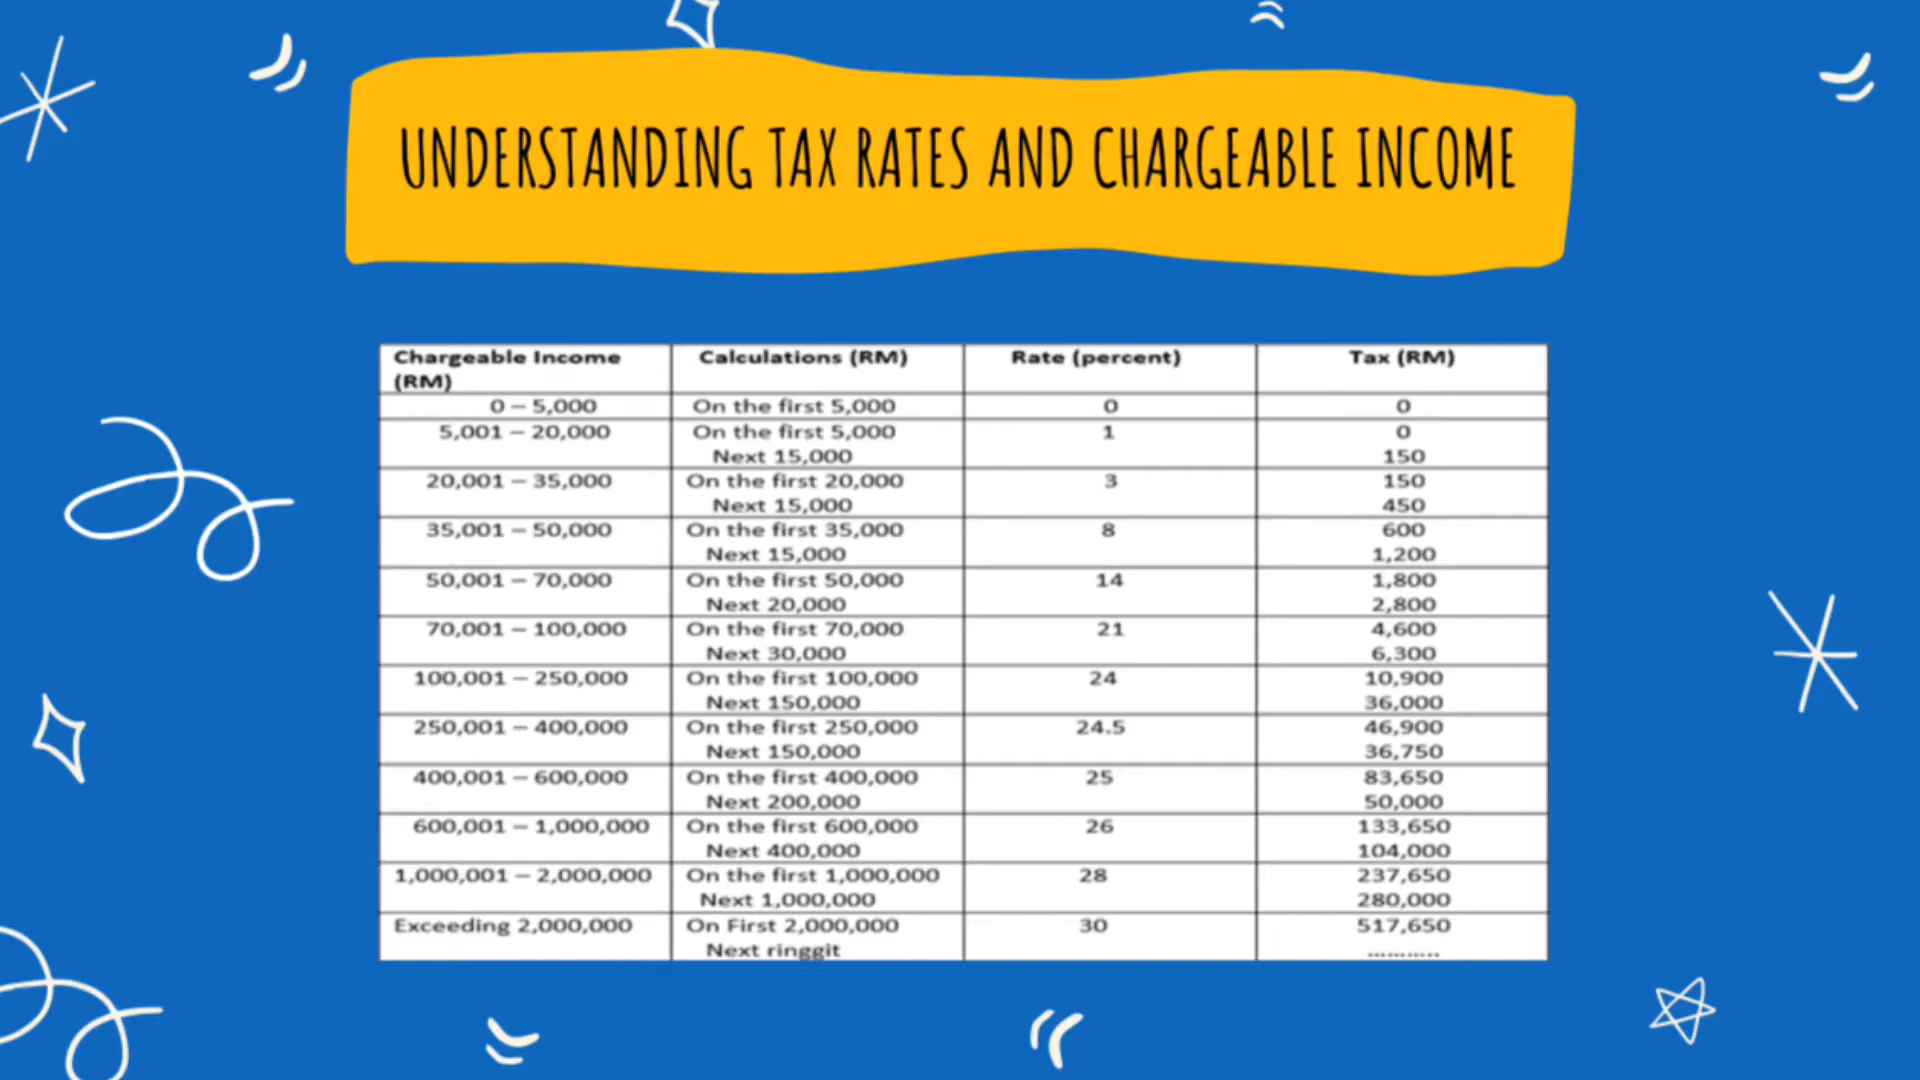 UNDERSTANDING TAX RATES AND CHARGEABLE INCOME
Chargeable Income (RM) Calculations (RM) Rate (percent) Tax (RM)
0 – 5,000 On the first 5,000 0 0
5,001 – 20,000 On the first 5,000 1 0
Next 15,000 150
20,001 – 35,000 On the first 20,000 3 150
Next 15,000 450
35,001 – 50,000 On the first 35,000 8 600
Next 15,000 1,200
50,001 – 70,000 On the first 50,000 14 1,800
Next 20,000 2,800
70,001 – 100,000 On the first 70,000 21 4,600
Next 30,000 6,300
100,001 – 250,000 On the first 100,000 24 10,900
Next 150,000 36,000
250,001 – 400,000 On the first 250,000 24.5 46,900
Next 150,000 36,750
400,001 – 600,000 On the first 400,000 25 83,650
Next 200,000 50,000
600,001 – 1,000,000 On the first 600,000 26 133,650
Next 400,000 104,000
1,000,001 – 2,000,000 On the first 1,000,000 28 237,650
Next 1,000,000 280,000
Exceeding 2,000,000 On First 2,000,000 30 517,650
Next ringgit ...........